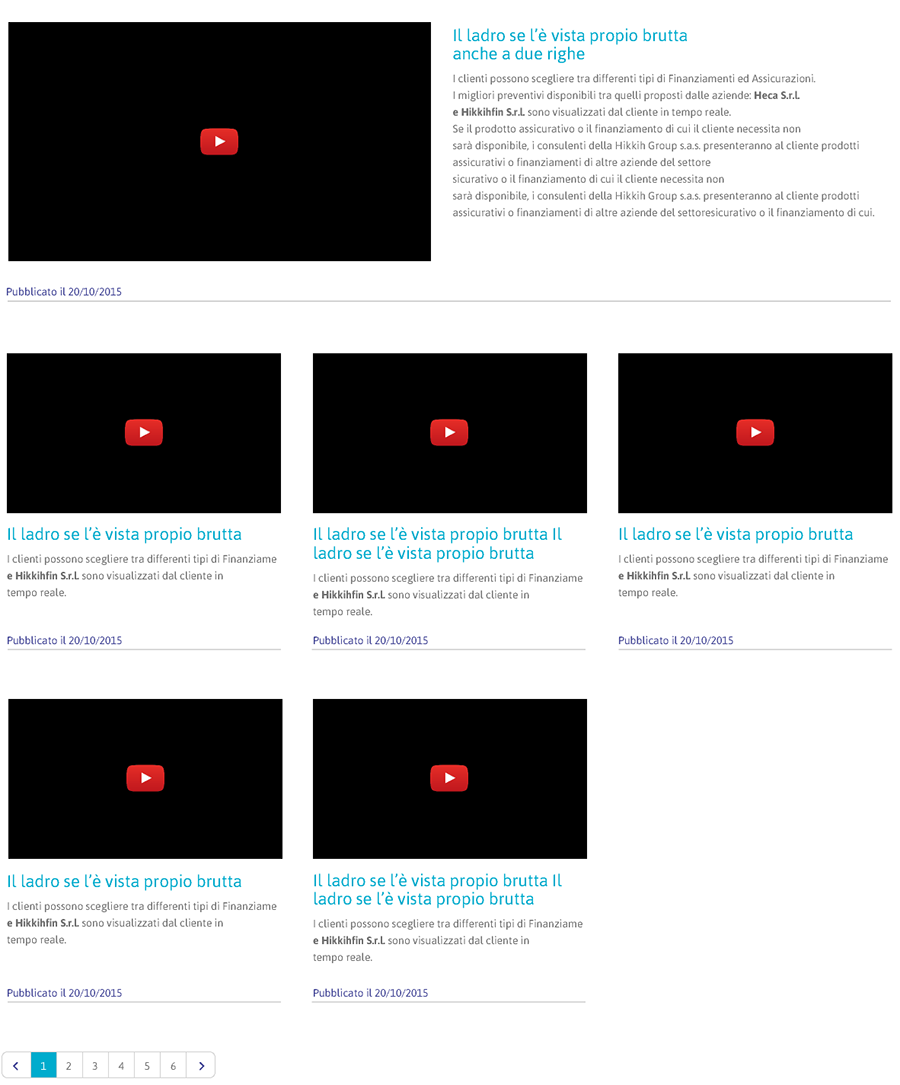 Il ladro se l'è vista propio brutta
anche a due righe
I clienti possono scegliere tra differenti tipi di Finanziamenti ed Assicurazioni.
I migliori preventivi disponibili tra quelli proposti dalle aziende: Heca S.r.l.
e Hikkihfin S.r.l. sono visualizzati dal cliente in tempo reale.
Se il prodotto assicurativo o il finanziamento di cui il cliente necessita non
sarà disponibile, i consulenti della Hikkih Group s.a.s. presenteranno al cliente prodotti
assicurativi o finanziamenti di altre aziende del settore
sicurativo o il finanziamento di cui il cliente necessita non
sarà disponibile, i consulenti della Hikkih Group s.a.s. presenteranno al cliente prodotti
assicurativi o finanziamenti di altre aziende del settoresicurativo o il finanziamento di cui.
Pubblicato il 20/10/2015
Il ladro se l'è vista propio brutta
I clienti possono scegliere tra differenti tipi di Finanziame
e Hikkihfin S.r.l. sono visualizzati dal cliente in
tempo reale.
Pubblicato il 20/10/2015
Il ladro se l'è vista propio brutta Il
ladro se l'è vista propio brutta
I clienti possono scegliere tra differenti tipi di Finanziame
e Hikkihfin S.r.l. sono visualizzati dal cliente in
tempo reale.
Pubblicato il 20/10/2015
Il ladro se l'è vista propio brutta
I clienti possono scegliere tra differenti tipi di Finanziame
e Hikkihfin S.r.l. sono visualizzati dal cliente in
tempo reale.
Pubblicato il 20/10/2015
Il ladro se l'è vista propio brutta
I clienti possono scegliere tra differenti tipi di Finanziame
e Hikkihfin S.r.l. sono visualizzati dal cliente in
tempo reale.
Pubblicato il 20/10/2015
Il ladro se l'è vista propio brutta Il
ladro se l'è vista propio brutta
I clienti possono scegliere tra differenti tipi di Finanziame
e Hikkihfin S.r.l. sono visualizzati dal cliente in
tempo reale.
Pubblicato il 20/10/2015
1 2 3 4 5 6